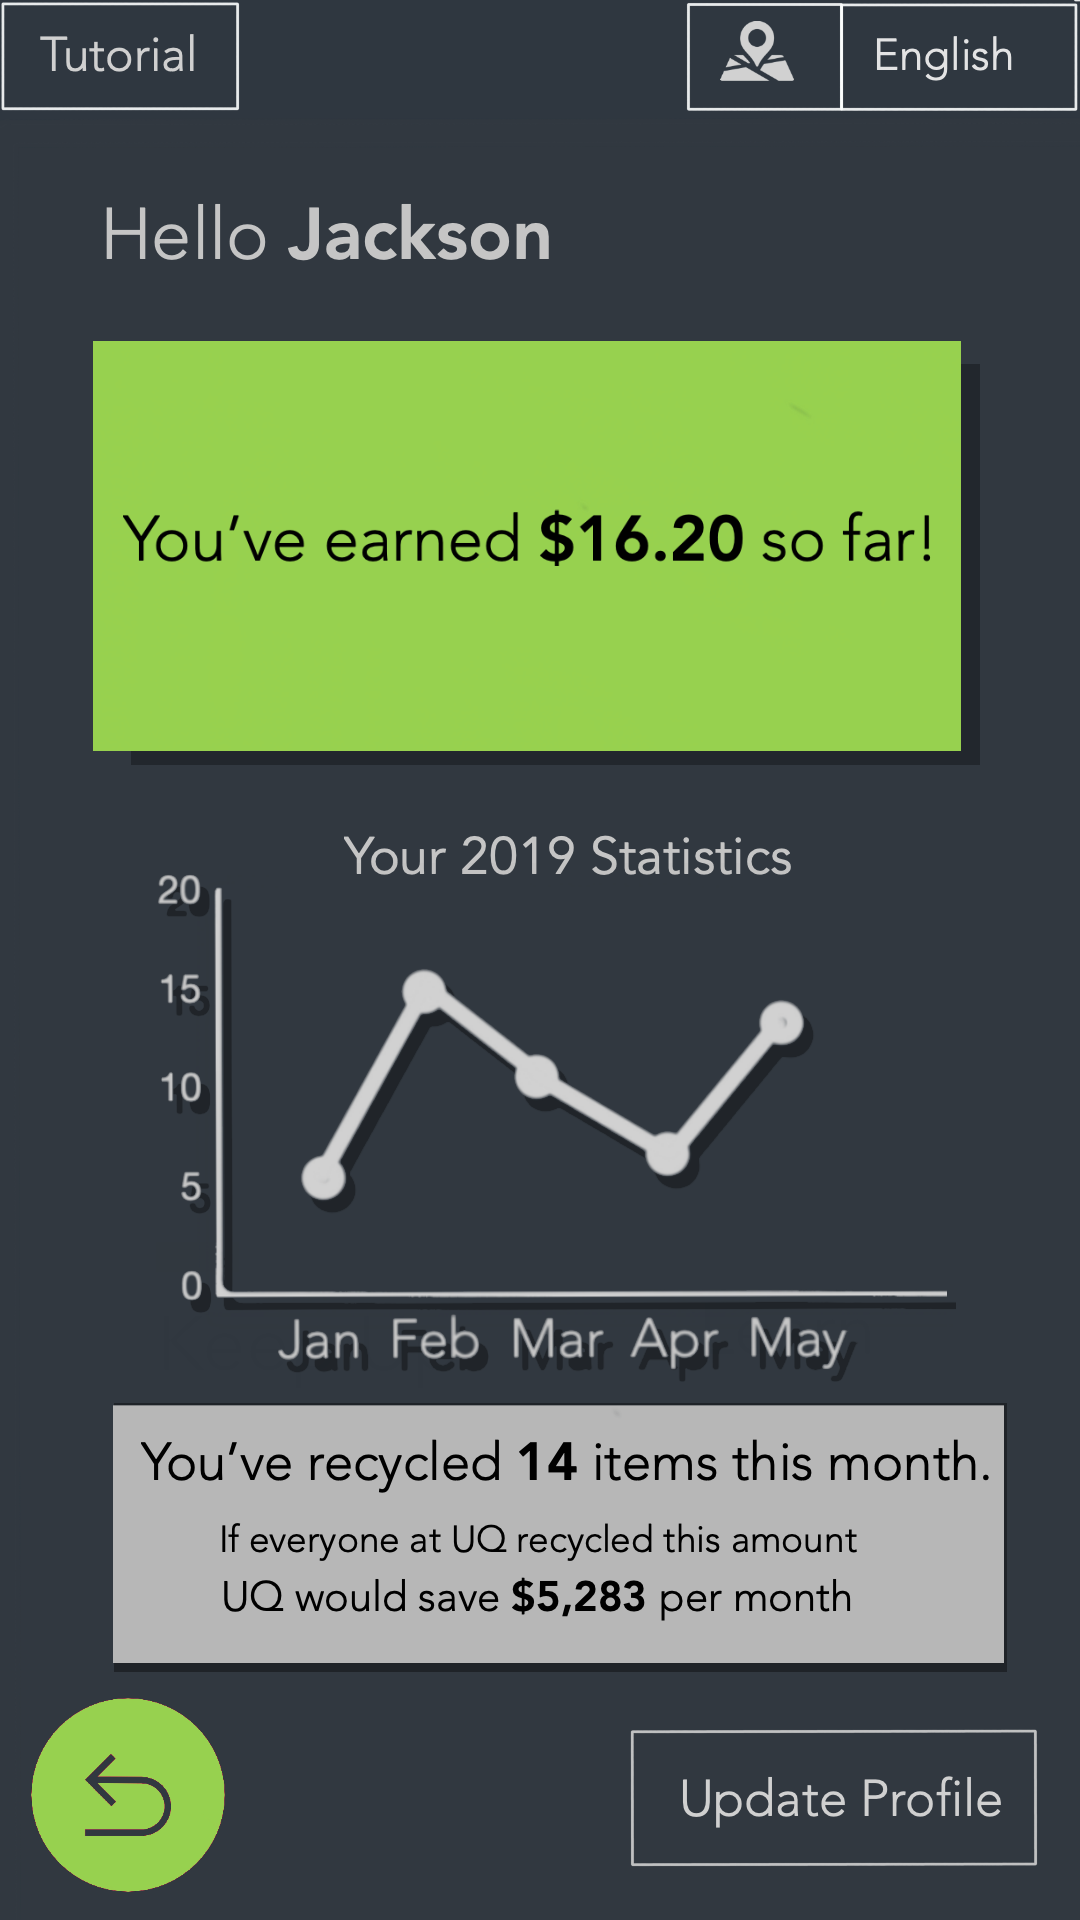 Tutorial
English
Hello Jackson
You’ve earned $16.20 so far!
Your 2019 Statistics
20
15
10
5
0
Jan Feb Mar Apr May
You’ve recycled 14 items this month.
If everyone at UQ recycled this amount
UQ would save $5,283 per month
Update Profile